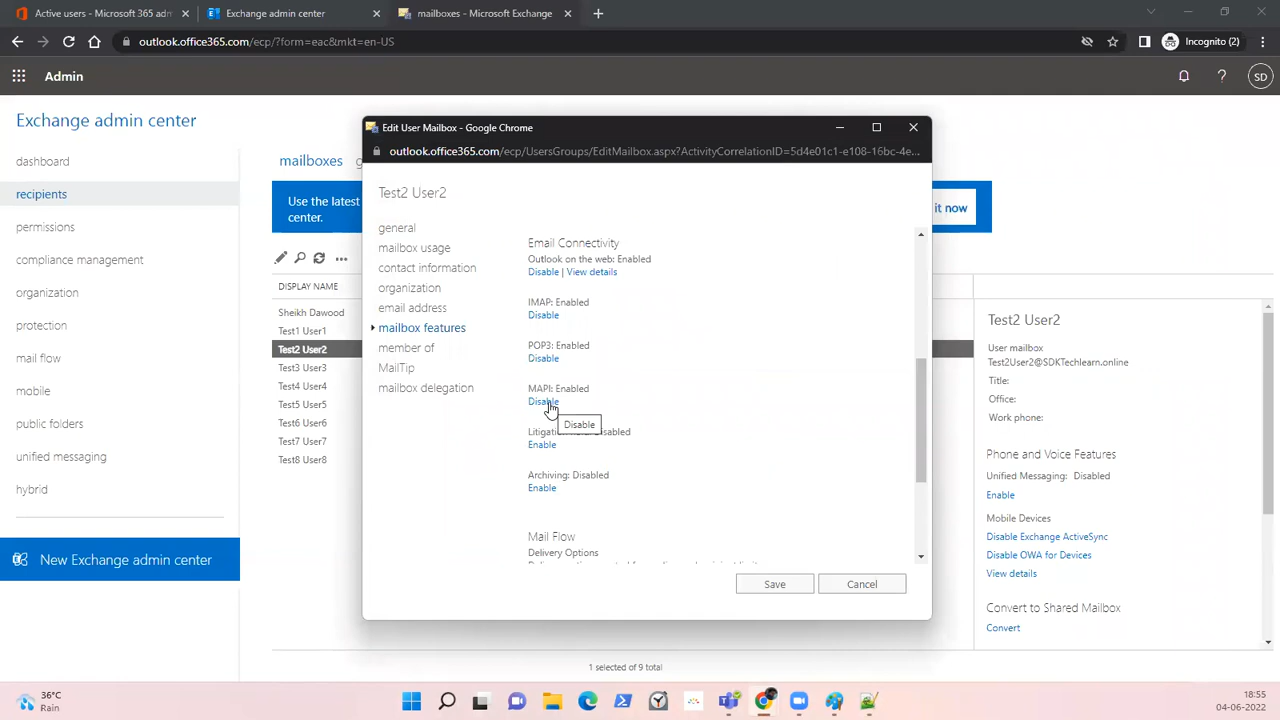 Active users - Microsoft 365 adm
Exchange admin center
mailboxes - Microsoft Exchange
outlook.office365.com/ecp/?form=eac&mkt=en-US
Incognito (2)
Admin
SD
Exchange admin center
dashboard
recipients
permissions
compliance management
organization
protection
mail flow
mobile
public folders
unified messaging
hybrid
New Exchange admin center
mailboxes
Use the latest
center.
it now
DISPLAY NAME
Sheikh Dawood
Test1 User1
Test2 User2
Test3 User3
Test4 User4
Test5 User5
Test6 User6
Test7 User7
Test8 User8
Edit User Mailbox - Google Chrome
outlook.office365.com/ecp/UsersGroups/EditMailbox.aspx?ActivityCorrelationID=5d4e01c1-e108-16bc-4e...
Test2 User2
general
mailbox usage
contact information
organization
email address
mailbox features
member of
MailTip
mailbox delegation
Email Connectivity
Outlook on the web: Enabled
Disable | View details
IMAP: Enabled
Disable
POP3: Enabled
Disable
MAPI: Enabled
Disable
Disable
Enable
Archiving: Disabled
Enable
Mail Flow
Delivery Options
Save
Cancel
Test2 User2
User mailbox
Test2User2@SDKTechlearn.online
Title:
Office:
Work phone:
Phone and Voice Features
Unified Messaging: Disabled
Enable
Mobile Devices
Disable Exchange ActiveSync
Disable OWA for Devices
View details
Convert to Shared Mailbox
Convert
1 selected of 9 total
36°C
Rain
18:55
04-06-2022